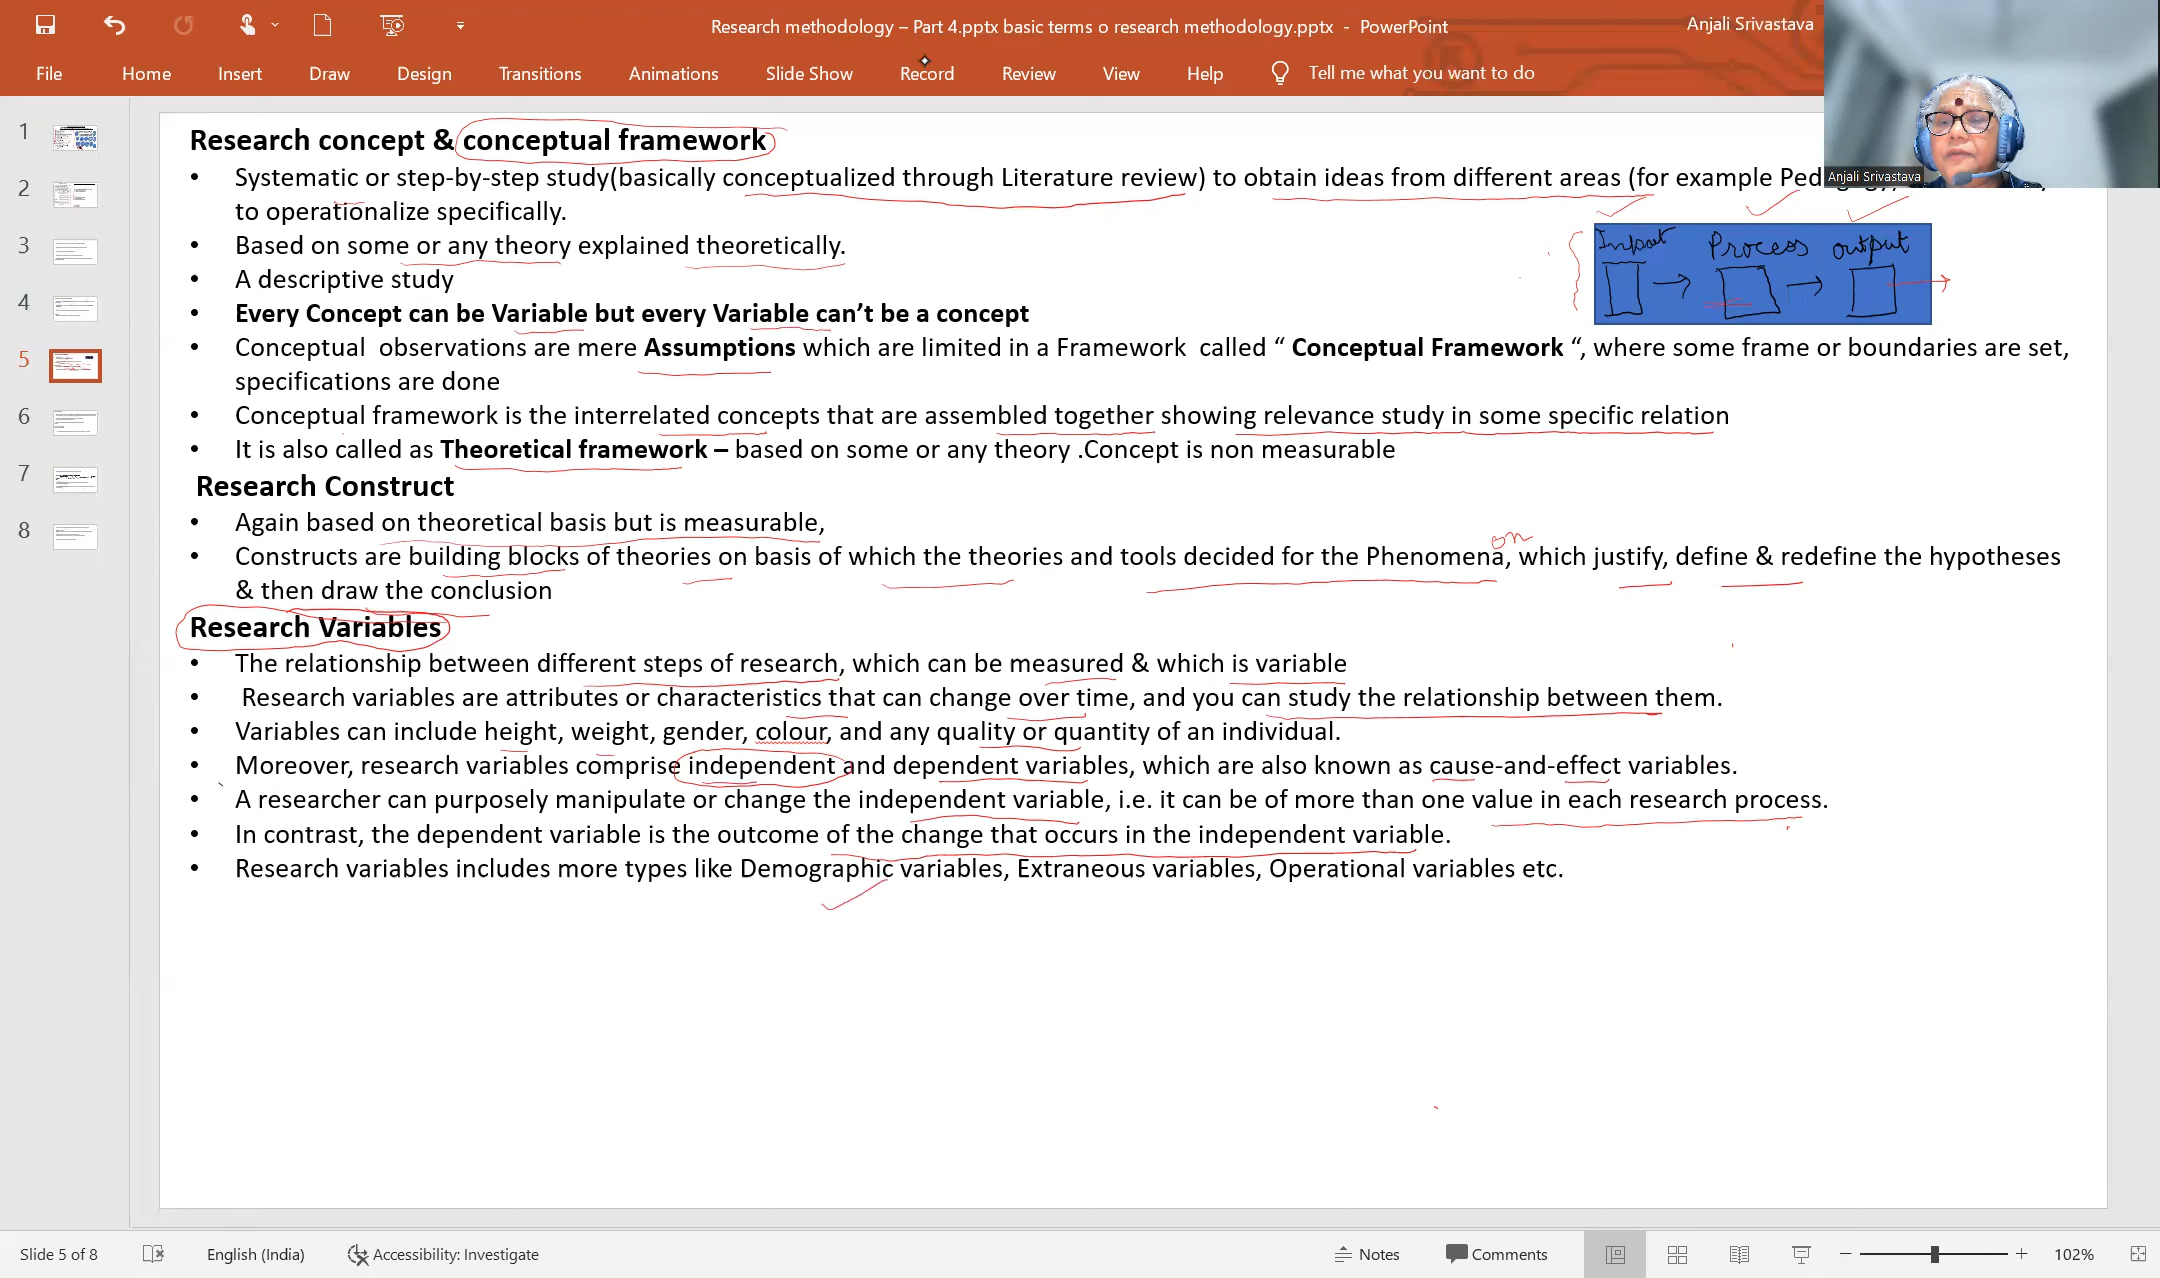 Research methodology – Part 4.pptx basic terms o research methodology.pptx - PowerPoint
Anjali Srivastava
File Home Insert Draw Design Transitions Animations Slide Show Record Review View Help Tell me what you want to do
Anjali Srivastava
1
2
3
4
5
6
7
8
Research concept & conceptual framework
• Systematic or step-by-step study(basically conceptualized through Literature review) to obtain ideas from different areas (for example
to operationalize specifically.
• Based on some or any theory explained theoretically.
• A descriptive study
• Every Concept can be Variable but every Variable can’t be a concept
Input Process output
• Conceptual observations are mere Assumptions which are limited in a Framework called “ Conceptual Framework “, where some frame or boundaries are set,
specifications are done
• Conceptual framework is the interrelated concepts that are assembled together showing relevance study in some specific relation
• It is also called as Theoretical framework – based on some or any theory .Concept is non measurable
Research Construct
• Again based on theoretical basis but is measurable,
on
• Constructs are building blocks of theories on basis of which the theories and tools decided for the Phenomena, which justify, define & redefine the hypotheses
& then draw the conclusion
Research Variables
• The relationship between different steps of research, which can be measured & which is variable
• Research variables are attributes or characteristics that can change over time, and you can study the relationship between them.
• Variables can include height, weight, gender, colour, and any quality or quantity of an individual.
• Moreover, research variables comprise independent and dependent variables, which are also known as cause-and-effect variables.
• A researcher can purposely manipulate or change the independent variable, i.e. it can be of more than one value in each research process.
• In contrast, the dependent variable is the outcome of the change that occurs in the independent variable.
• Research variables includes more types like Demographic variables, Extraneous variables, Operational variables etc.
Slide 5 of 8 English (India) Accessibility: Investigate Notes Comments 102%